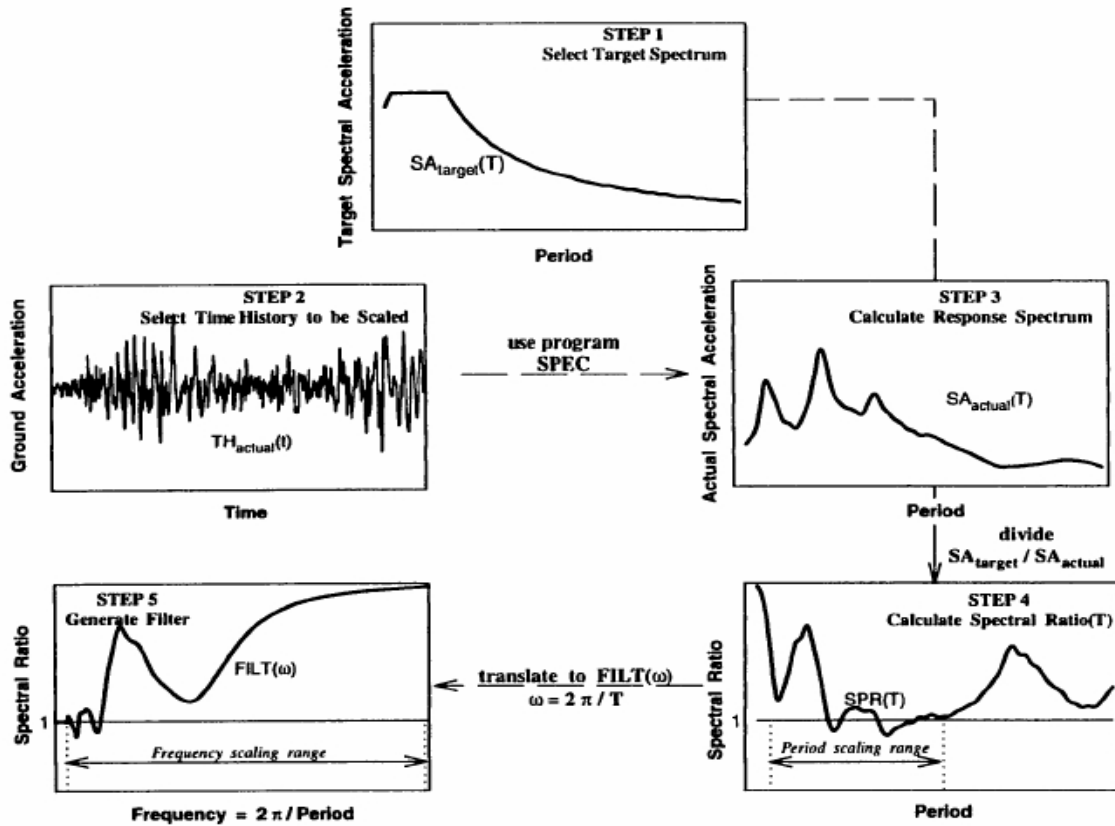 STEP 1
Select Target Spectrum
Target Spectral Acceleration
SA_target(T)
Period
STEP 2
Select Time History to be Scaled
Ground Acceleration
TH_actual(t)
Time
use program
SPEC
STEP 3
Calculate Response Spectrum
Actual Spectral Acceleration
SA_actual(T)
Period
divide
SA_target / SA_actual
STEP 4
Calculate Spectral Ratio(T)
Spectral Ratio
SPR(T)
1
Period scaling range
Period
translate to FILT(ω)
ω = 2 π / T
STEP 5
Generate Filter
Spectral Ratio
FILT(ω)
1
Frequency scaling range
Frequency = 2 π / Period